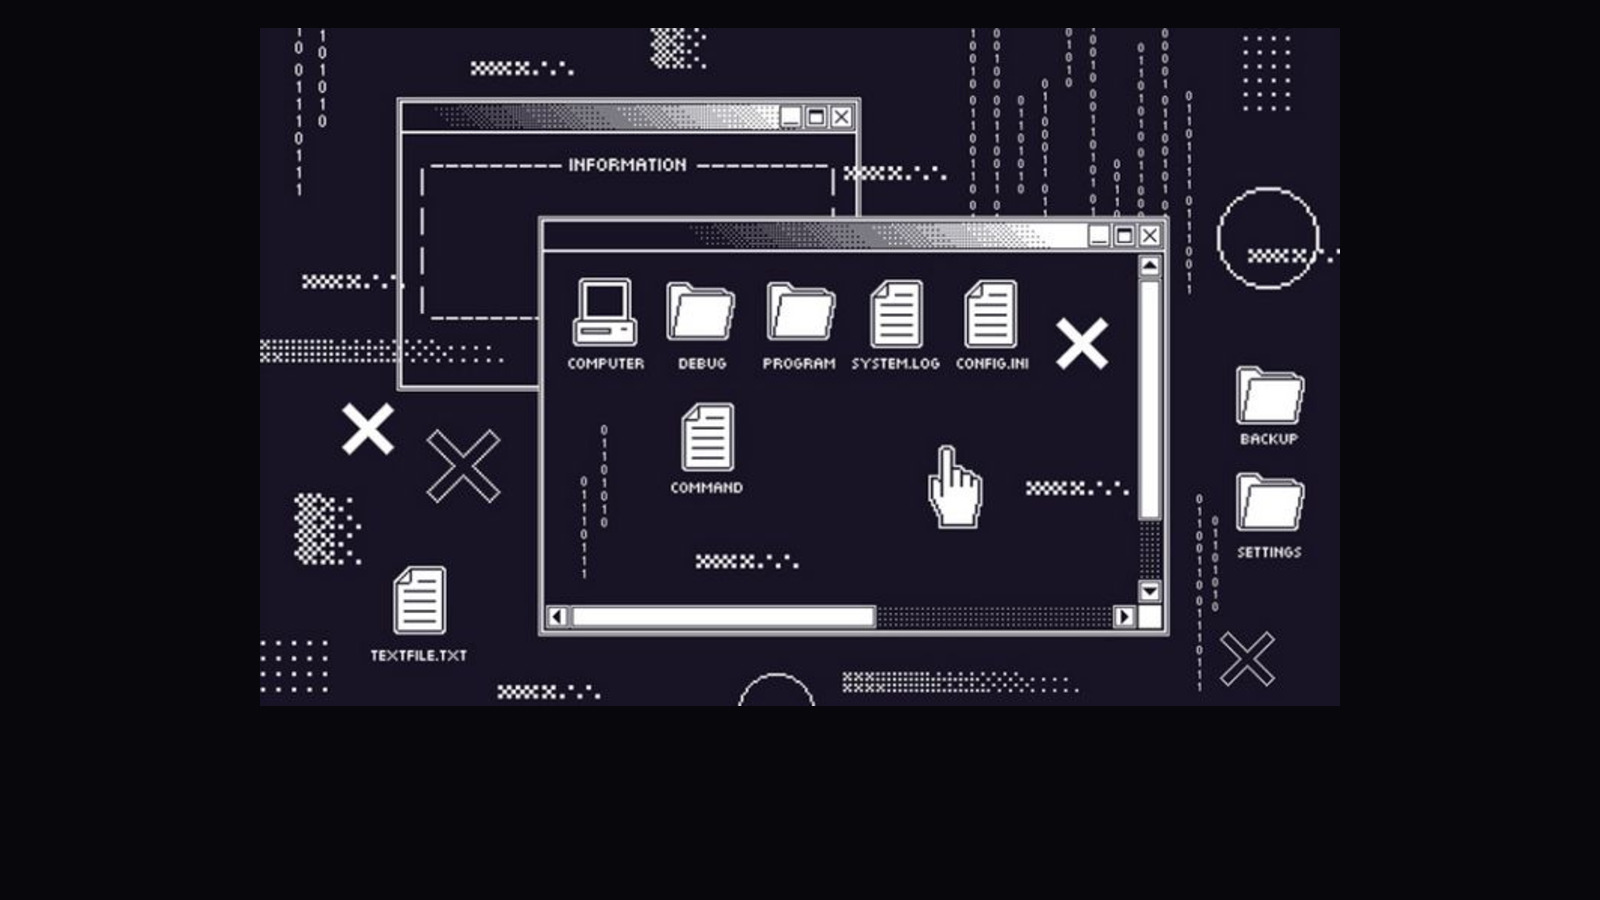 INFORMATION
COMPUTER
DEBUG
PROGRAM
SYSTEM.LOG
CONFIG.INI
COMMAND
BACKUP
SETTINGS
TEXTFILE.TXT